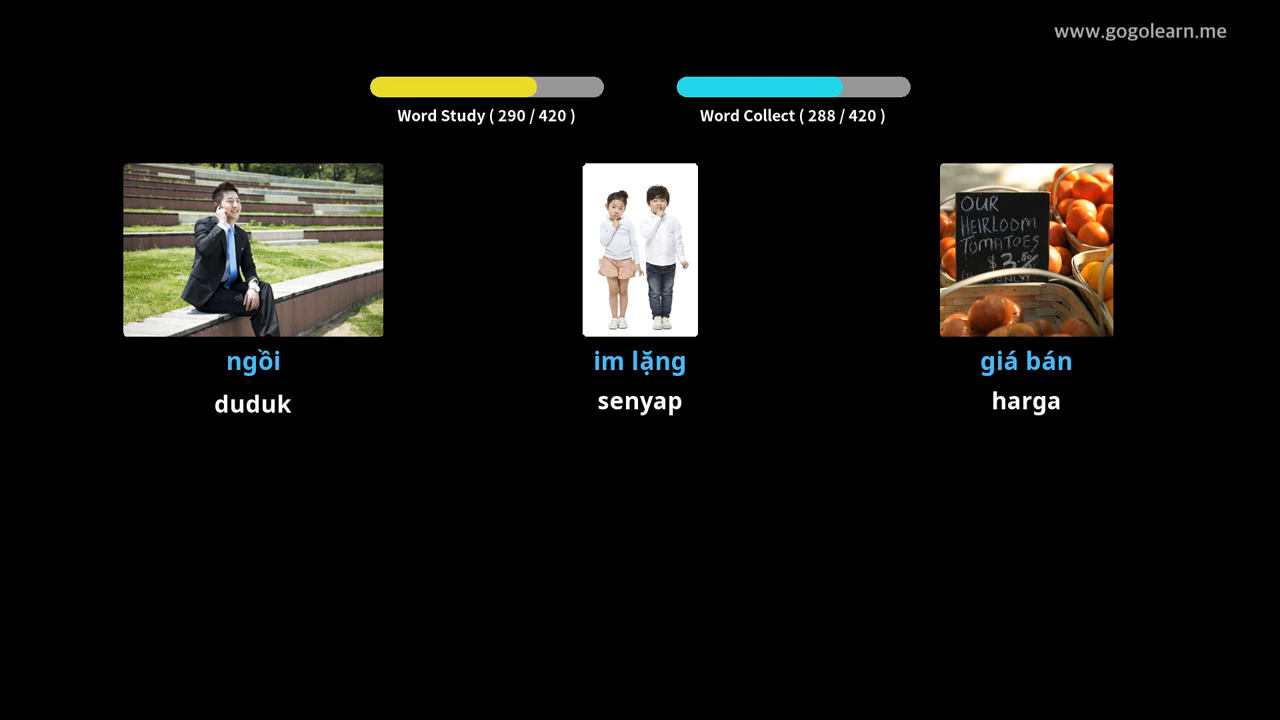 www.gogolearn.me
Word Study ( 290 / 420 )
Word Collect ( 288 / 420 )
OUR
HEIRLOOM
TOMATOES
ngồi
im lặng
giá bán
duduk
senyap
harga